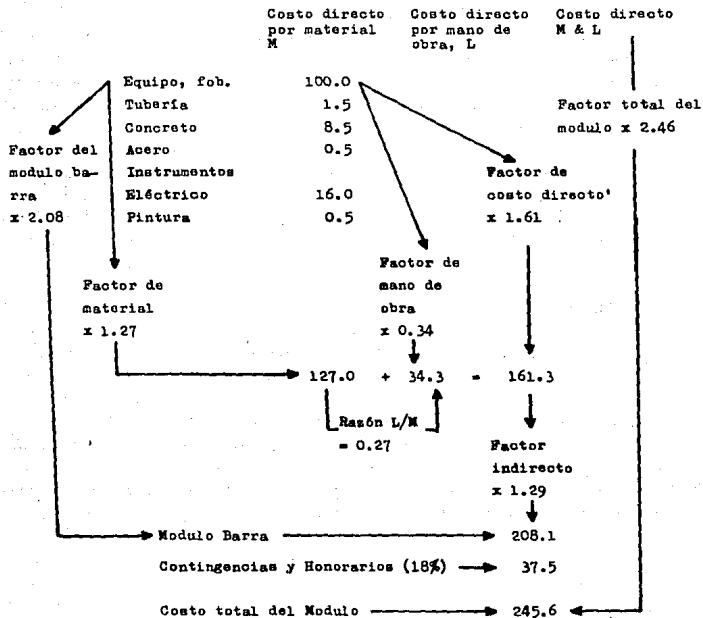 Costo directo por material M
Costo directo por mano de obra, L
Costo directo M & L
Equipo, fob. 100.0
Tubería 1.5
Concreto 8.5
Acero 0.5
Instrumentos
Eléctrico 16.0
Pintura 0.5
Factor total del
modulo x 2.46
Factor del
modulo ba-
rra
x 2.08
Factor de
costo directo'
x 1.61
Factor de
material
x 1.27
Factor de
mano de
obra
x 0.34
127.0 + 34.3 = 161.3
Razón L/M
= 0.27
Factor
indirecto
x 1.29
Modulo Barra 208.1
Contingencias y Honorarios (18%) 37.5
Costo total del Modulo 245.6